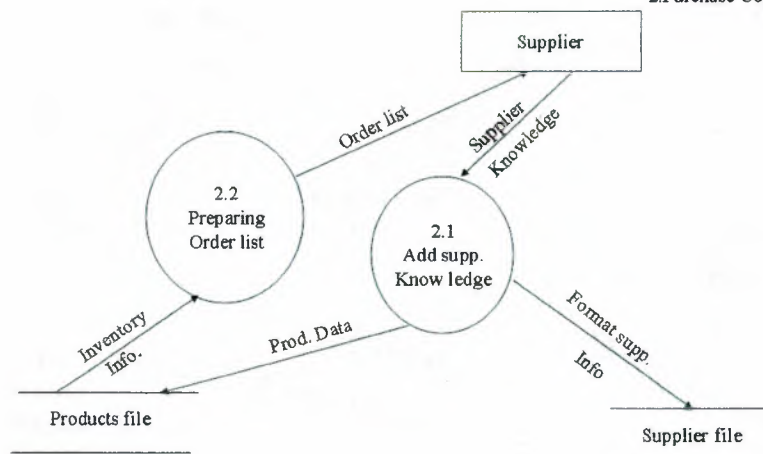 Supplier
Order list
Supplier
Knowledge
2.2
Preparing
Order list
2.1
Add supp.
Know ledge
Inventory
Info.
Prod. Data
Format supp.
Info
Products file
Supplier file